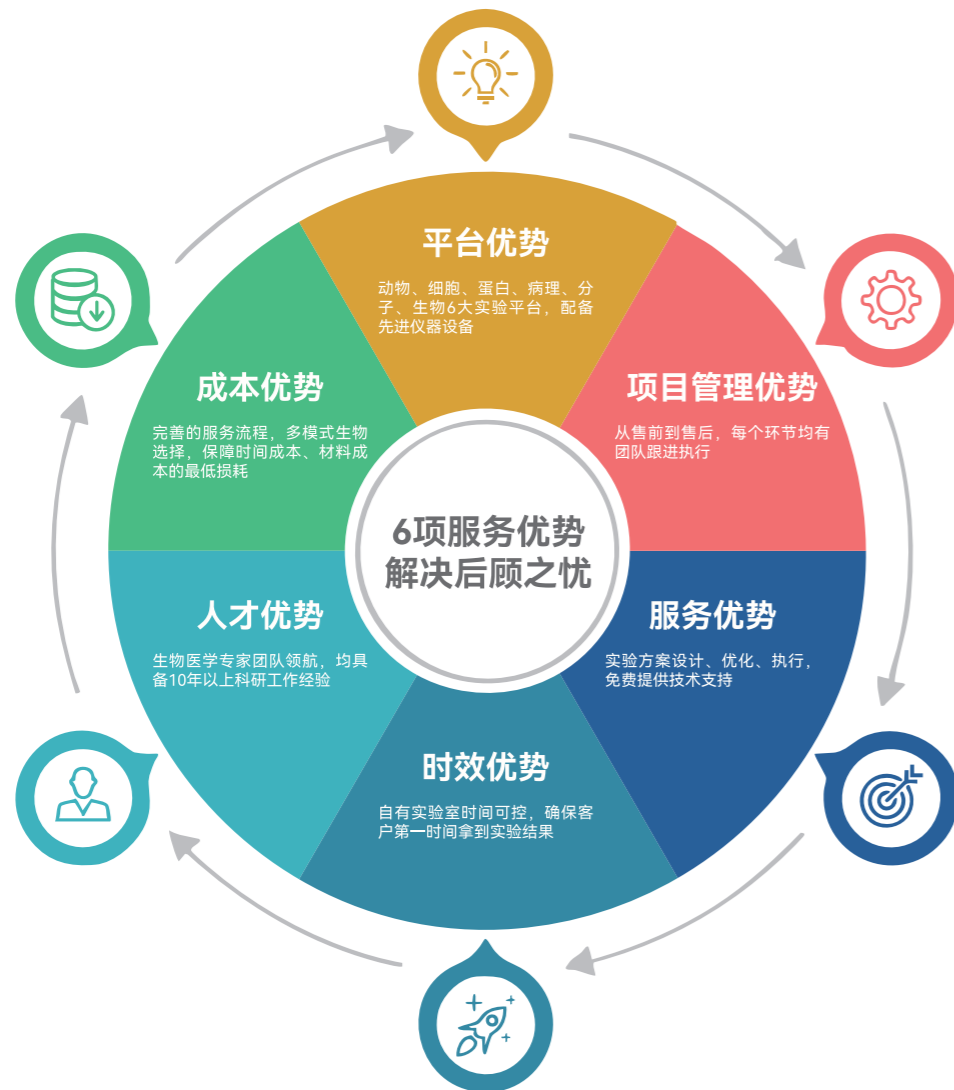 平台优势
动物、细胞、蛋白、病理、分
子、生物6大实验平台，配备
先进仪器设备
项目管理优势
从售前到售后，每个环节均有
团队跟进执行
服务优势
实验方案设计、优化、执行，
免费提供技术支持
时效优势
自有实验室时间可控，确保客
户第一时间拿到实验结果
人才优势
生物医学专家团队领航，均具
备10年以上科研工作经验
成本优势
完善的服务流程，多模式生物
选择，保障时间成本、材料成
本的最低损耗
6项服务优势
解决后顾之忧